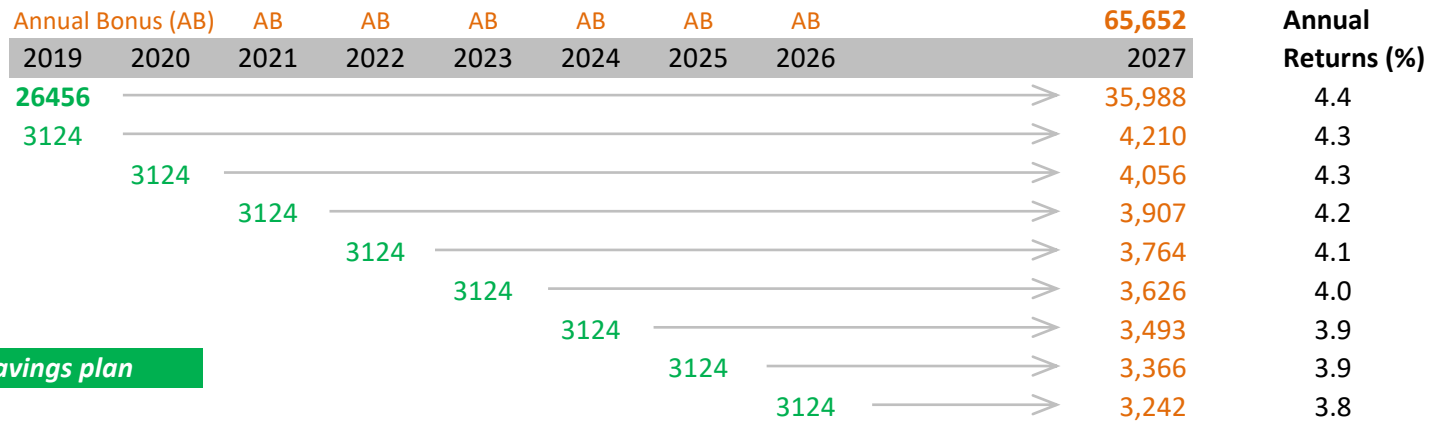 Annual Bonus (AB) AB AB AB AB AB AB 65,652 Annual
2019 2020 2021 2022 2023 2024 2025 2026 2027 Returns (%)
26456 35,988 4.4
3124 4,210 4.3
3124 4,056 4.3
3124 3,907 4.2
3124 3,764 4.1
3124 3,626 4.0
3124 3,493 3.9
avings plan 3124 3,366 3.9
3124 3,242 3.8